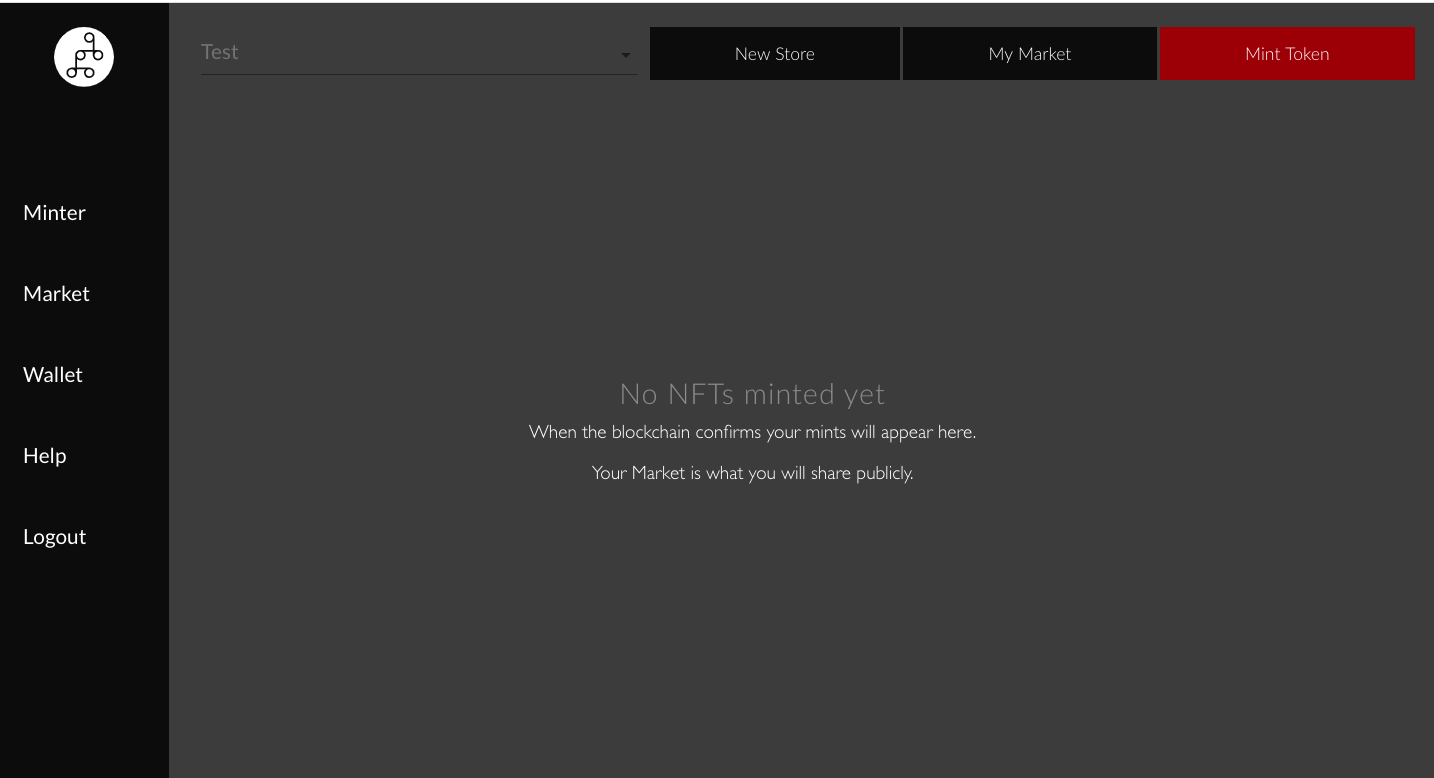 Test
New Store
My Market
Mint Token
Minter
Market
Wallet
Help
Logout
No NFTs minted yet
When the blockchain confirms your mints will appear here.
Your Market is what you will share publicly.